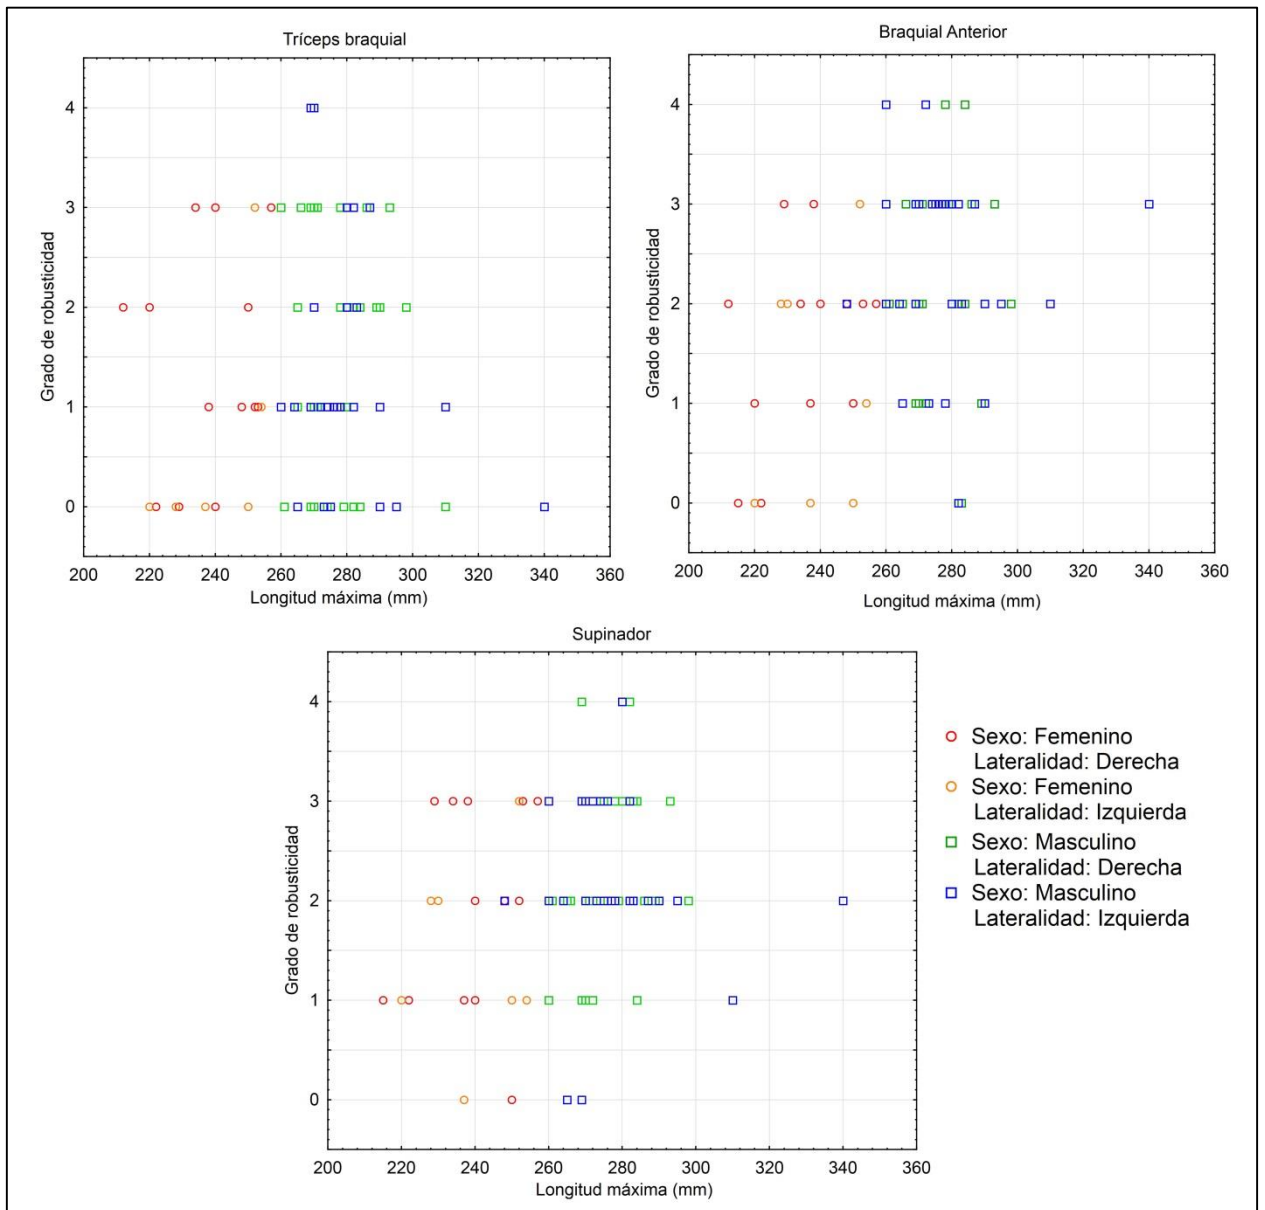 Tríceps braquial
Grado de robusticidad
4
3
2
1
0
200 220 240 260 280 300 320 340 360
Longitud máxima (mm)
Braquial Anterior
Grado de robusticidad
4
3
2
1
0
200 220 240 260 280 300 320 340 360
Longitud máxima (mm)
Supinador
Grado de robusticidad
4
3
2
1
0
200 220 240 260 280 300 320 340 360
Longitud máxima (mm)
Sexo: Femenino
Lateralidad: Derecha
Sexo: Femenino
Lateralidad: Izquierda
Sexo: Masculino
Lateralidad: Derecha
Sexo: Masculino
Lateralidad: Izquierda